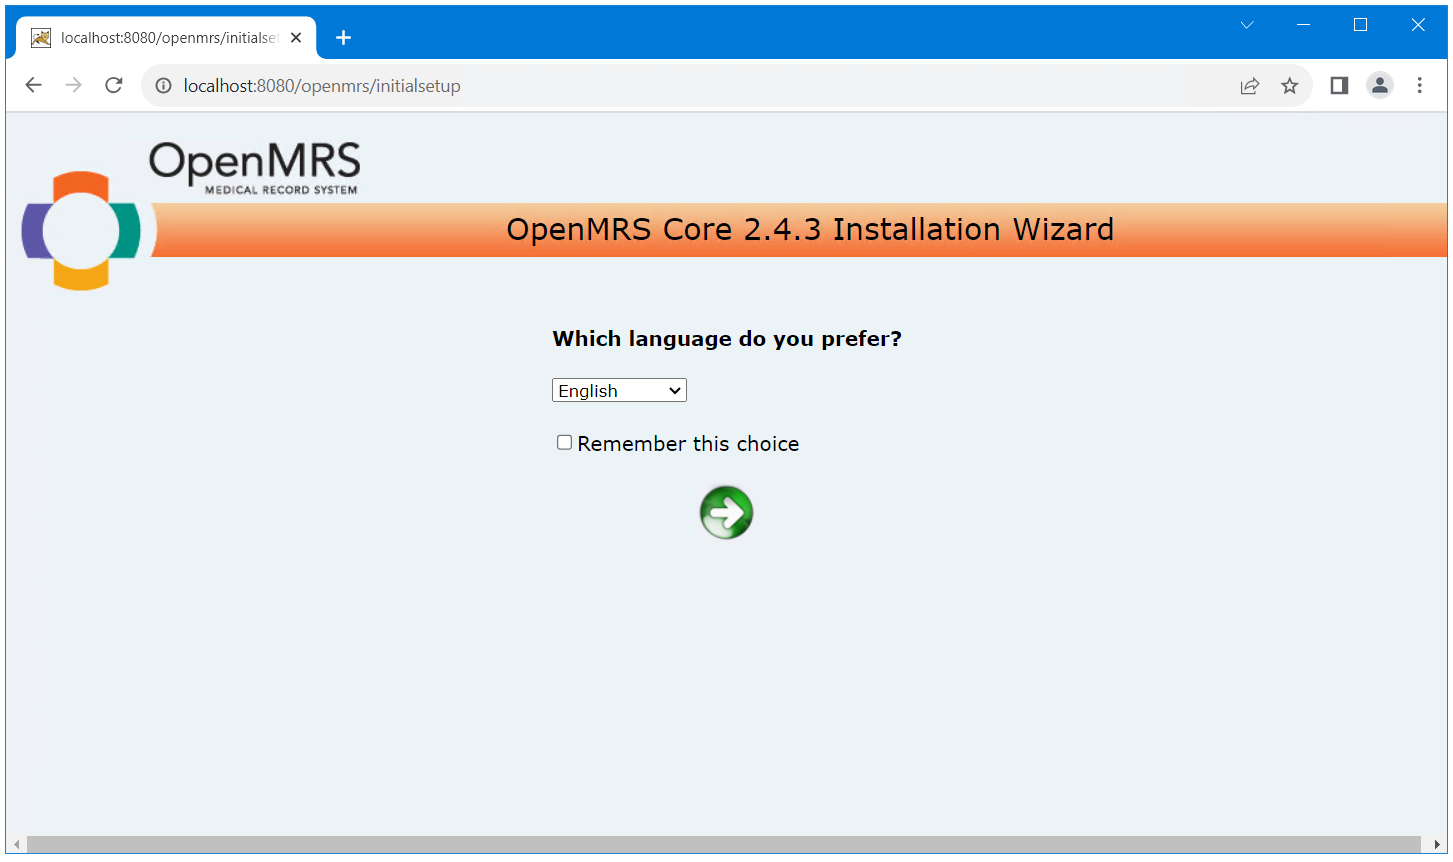 localhost:8080/openmrs/initialset
localhost:8080/openmrs/initialsetup
OpenMRS
MEDICAL RECORD SYSTEM
OpenMRS Core 2.4.3 Installation Wizard
Which language do you prefer?
English
Remember this choice